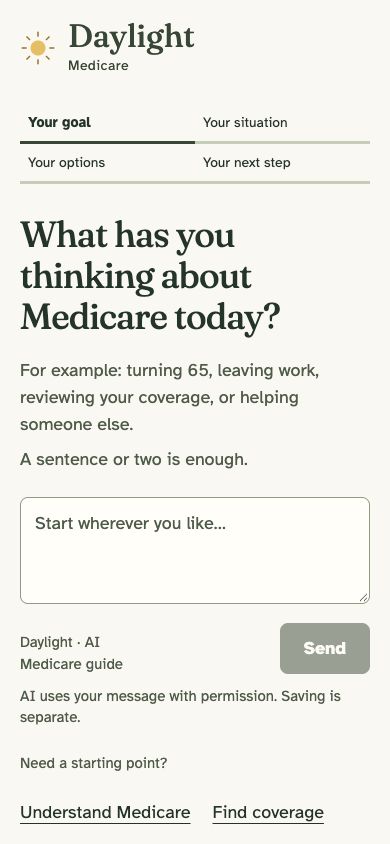 Daylight
Medicare
Your goal
Your situation
Your options
Your next step
What has you
thinking about
Medicare today?
For example: turning 65, leaving work,
reviewing your coverage, or helping
someone else.
A sentence or two is enough.
Start wherever you like...
Daylight · AI
Medicare guide
Send
AI uses your message with permission. Saving is
separate.
Need a starting point?
Understand Medicare
Find coverage